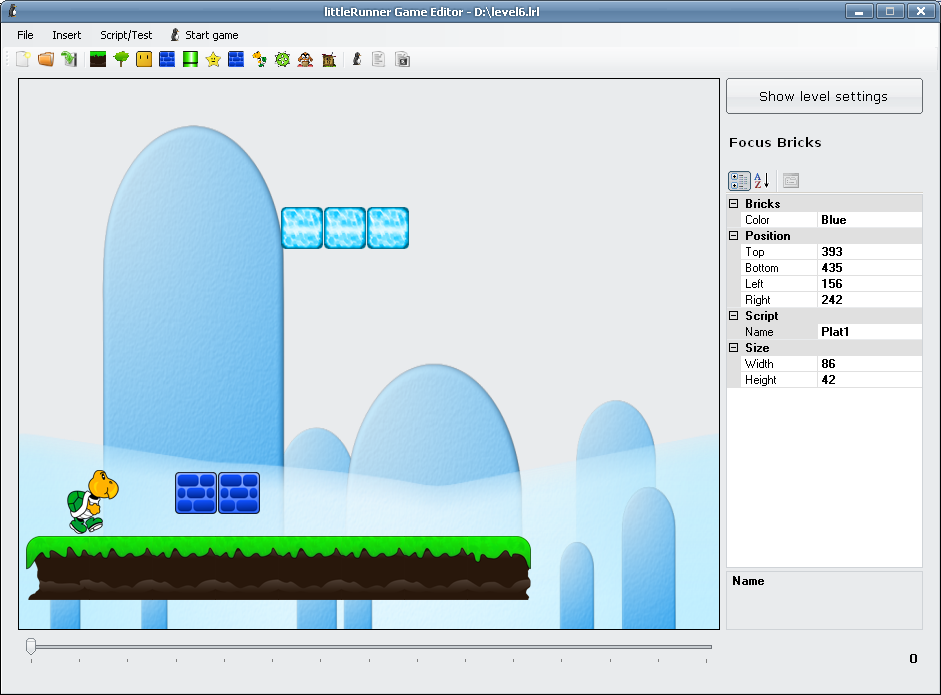 littleRunner Game Editor - D:\level6.lrl
File Insert Script/Test Start game
Show level settings
Focus Bricks
Bricks
Color Blue
Position
Top 393
Bottom 435
Left 156
Right 242
Script
Name Plat1
Size
Width 86
Height 42
Name
0